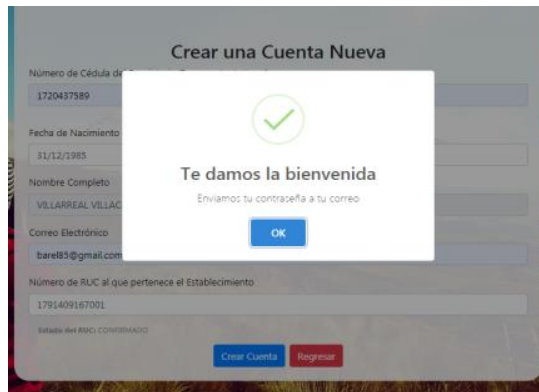 Crear una Cuenta Nueva
Número de Cédula
1720437589
Fecha de Nacimiento
31/12/1985
Te damos la bienvenida
Nombre Completo
Enviamos tu contraseña a tu correo
VILLARREAL VILLAC
OK
Correo Electrónico
barel85@gmail.com
Número de RUC al que pertenece el Establecimiento
1791409167001
Estado del RUC: CONFIRMADO
Crear Cuenta Regresar